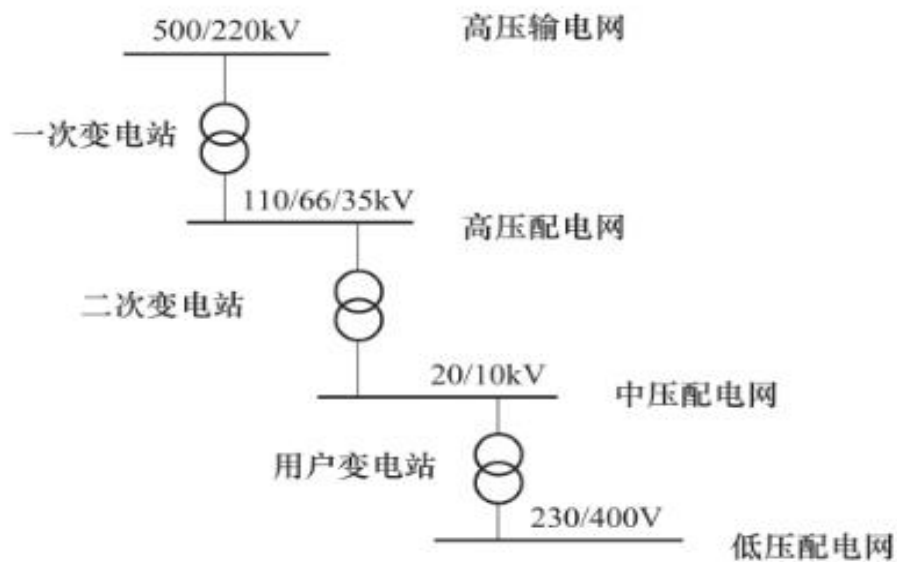 500/220kV
高压输电网
一次变电站
110/66/35kV
高压配电网
二次变电站
20/10kV
中压配电网
用户变电站
230/400V
低压配电网